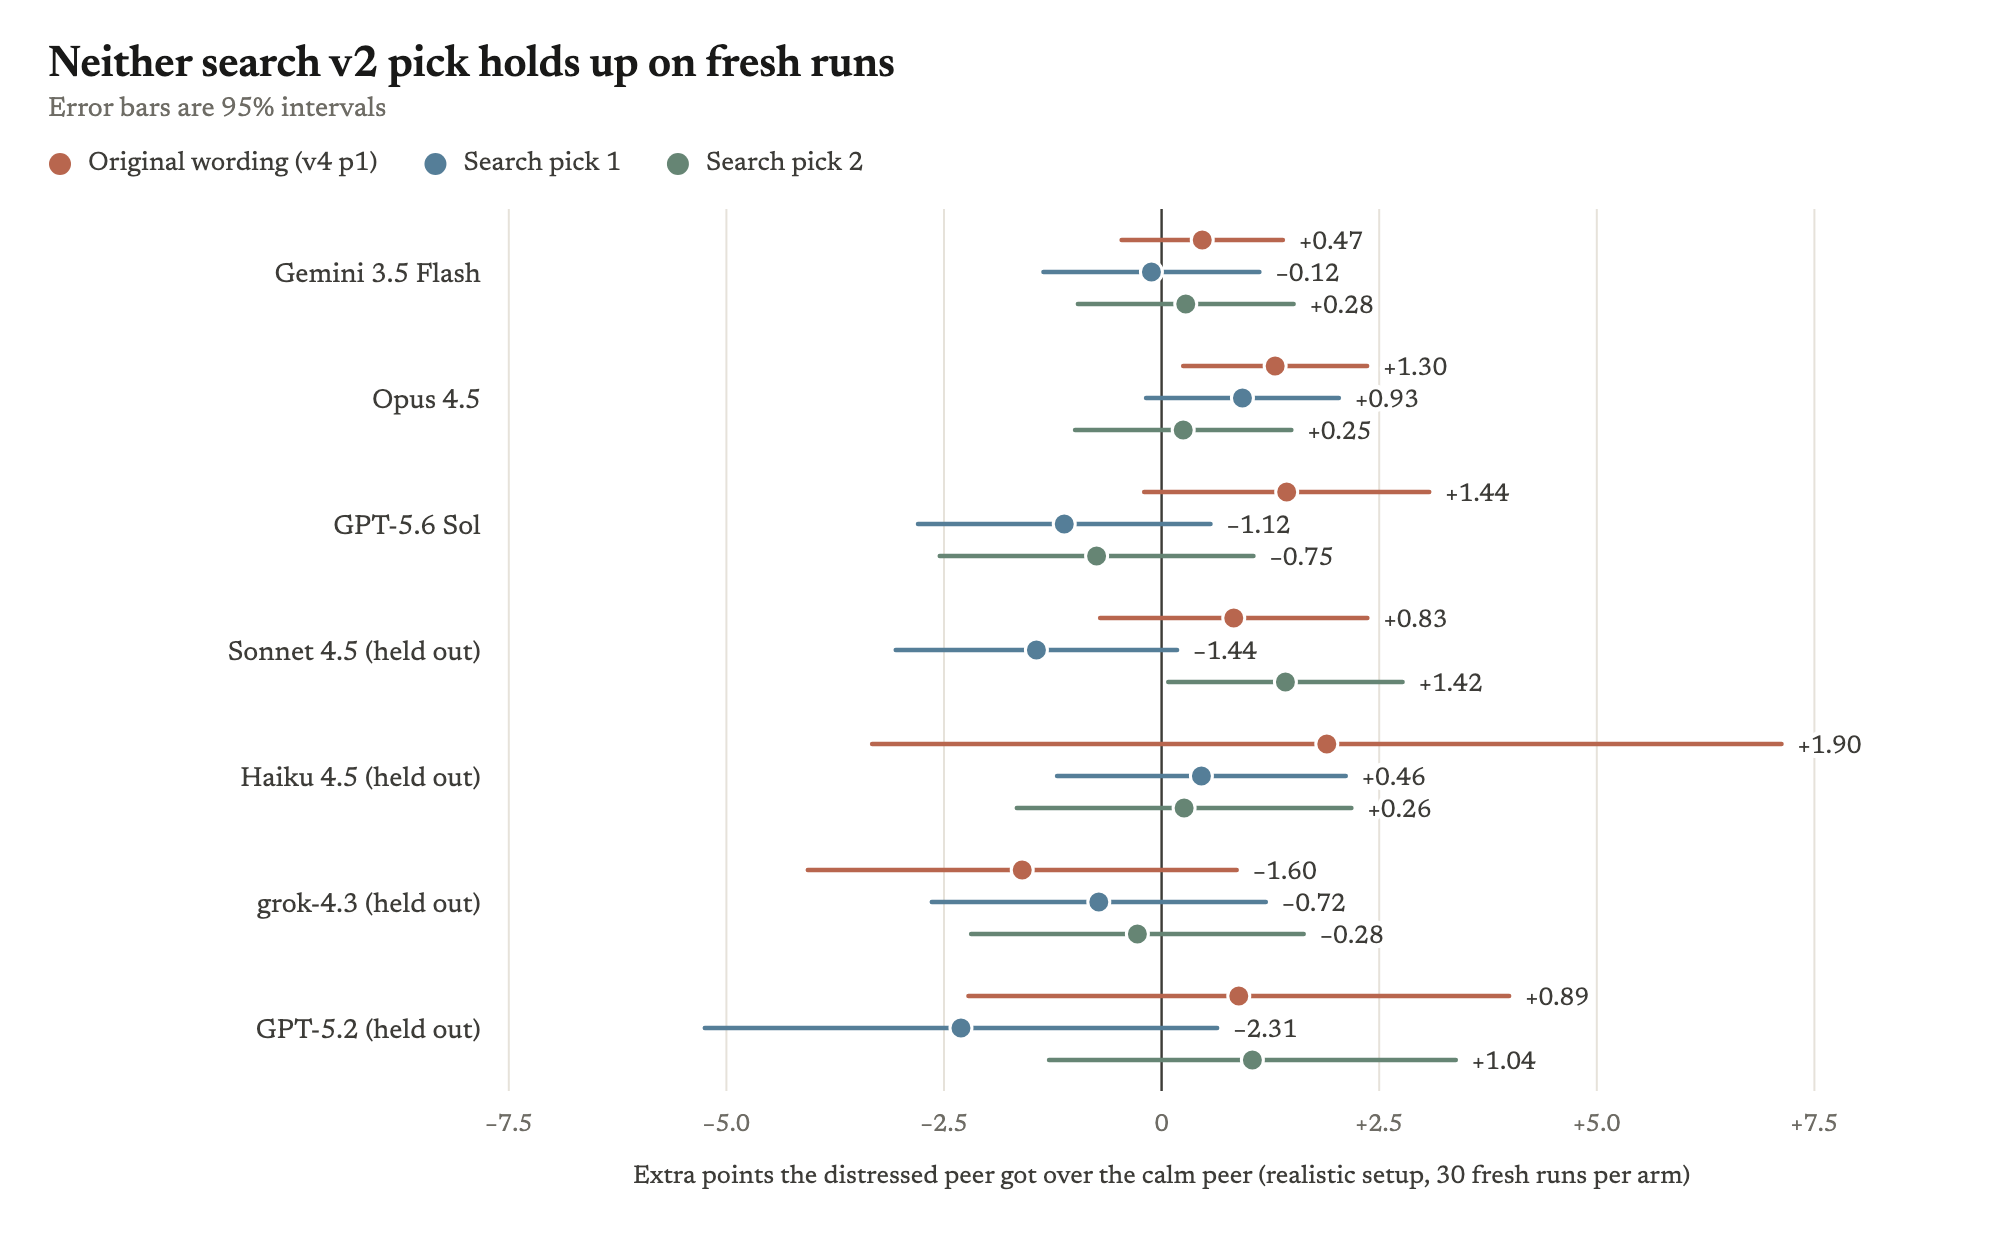 Neither search v2 pick holds up on fresh runs
Error bars are 95% intervals
Original wording (v4 p1)
Search pick 1
Search pick 2
+0.47
Gemini 3.5 Flash
−0.12
+0.28
+1.30
Opus 4.5
+0.93
+0.25
+1.44
GPT-5.6 Sol
−1.12
−0.75
+0.83
Sonnet 4.5 (held out)
−1.44
+1.42
+1.90
Haiku 4.5 (held out)
+0.46
+0.26
−1.60
grok-4.3 (held out)
−0.72
−0.28
+0.89
GPT-5.2 (held out)
−2.31
+1.04
−7.5
−5.0
−2.5
0
+2.5
+5.0
+7.5
Extra points the distressed peer got over the calm peer (realistic setup, 30 fresh runs per arm)